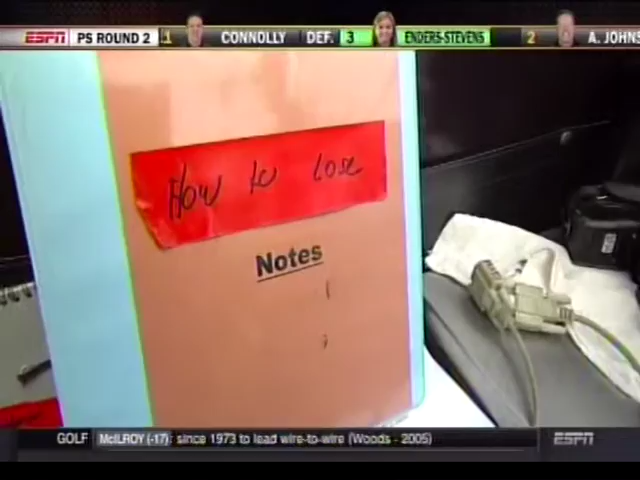 ESPN PS ROUND 2 1 CONNOLLY DEF. 3 ENDERS-STEVENS 2 A. JOHNS
How to lose
Notes
GOLF McILROY (-17): since 1973 to lead wire-to-wire (Woods - 2005) ESPN